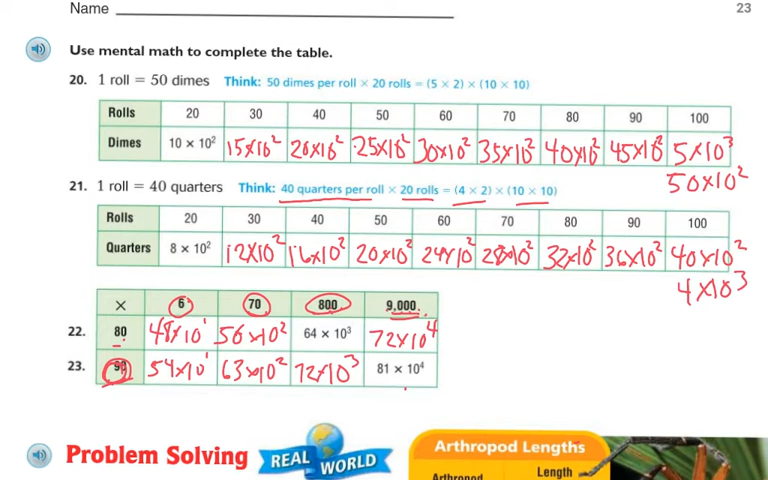 Name
23
Use mental math to complete the table.
20. 1 roll = 50 dimes Think: 50 dimes per roll × 20 rolls = (5 × 2) × (10 × 10)
Rolls 20 30 40 50 60 70 80 90 100
Dimes 10 × 10² 15×10² 20×10² 25×10² 30×10² 35×10² 40×10² 45×10² 5×10³
50×10²
21. 1 roll = 40 quarters Think: 40 quarters per roll × 20 rolls = (4 × 2) × (10 × 10)
Rolls 20 30 40 50 60 70 80 90 100
Quarters 8 × 10² 12×10² 16×10² 20×10² 24×10² 28×10² 32×10² 36×10² 40×10²
4×10³
× 6 70 800 9,000
22. 80 48×10¹ 56×10² 64 × 10³ 72×10⁴
23. 90 54×10¹ 63×10² 72×10³ 81 × 10⁴
Problem Solving REAL WORLD
Arthropod Lengths
Arthropod Length